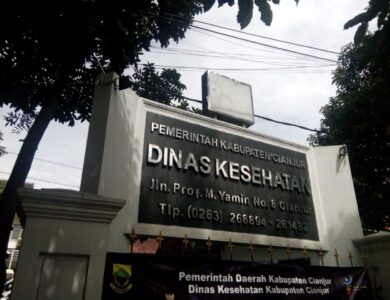 PEMERINTAH KABUPATEN CIANJUR
DINAS KESEHATAN
Jln. Prof. M. Yamin No. 8 Cianjur
Tlp. (0263) 268894 - 261482
Pemerintah Daerah Kabupaten Cianjur
Dinas Kesehatan Kabupaten Cianjur